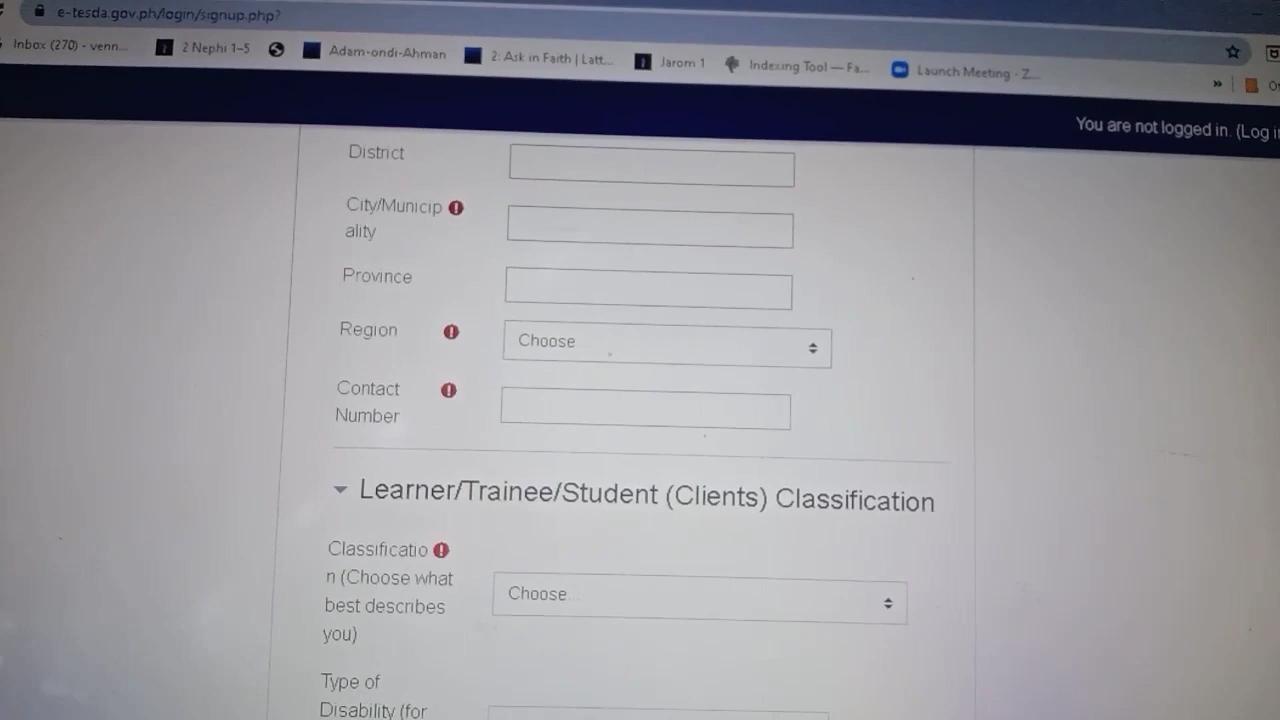 e-tesda.gov.ph/login/signup.php?
Inbox (270) - venn...
2 Nephi 1–5
Adam-ondi-Ahman
2: Ask in Faith | Latt...
Jarom 1
Indexing Tool — Fa...
Launch Meeting - Z...
»
You are not logged in. (Log i
District
City/Municip
ality
Province
Region
Choose
Contact
Number
Learner/Trainee/Student (Clients) Classification
Classificatio
n (Choose what
best describes
you)
Choose...
Type of
Disability (for